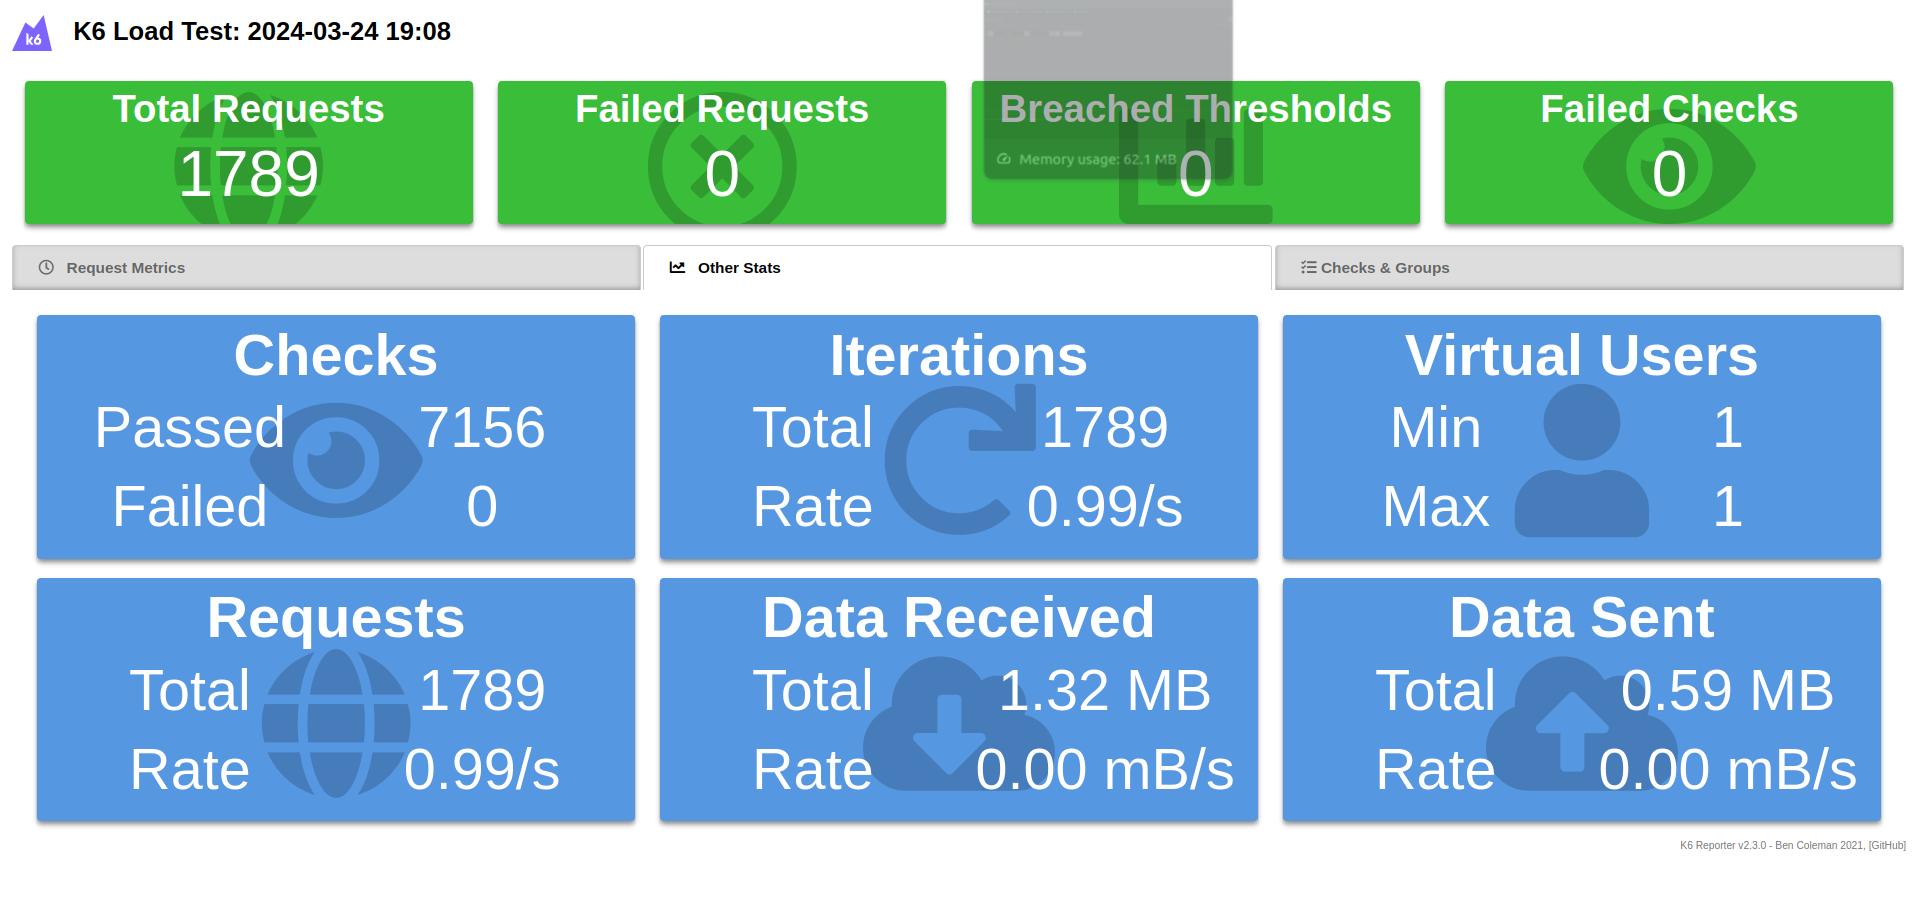 k6
K6 Load Test: 2024-03-24 19:08
Total Requests
1789
Failed Requests
0
Breached Thresholds
0
Memory usage: 62.1 MB
Failed Checks
0
Request Metrics
Other Stats
Checks & Groups
Checks
Passed 7156
Failed 0
Iterations
Total 1789
Rate 0.99/s
Virtual Users
Min 1
Max 1
Requests
Total 1789
Rate 0.99/s
Data Received
Total 1.32 MB
Rate 0.00 mB/s
Data Sent
Total 0.59 MB
Rate 0.00 mB/s
K6 Reporter v2.3.0 - Ben Coleman 2021, [GitHub]